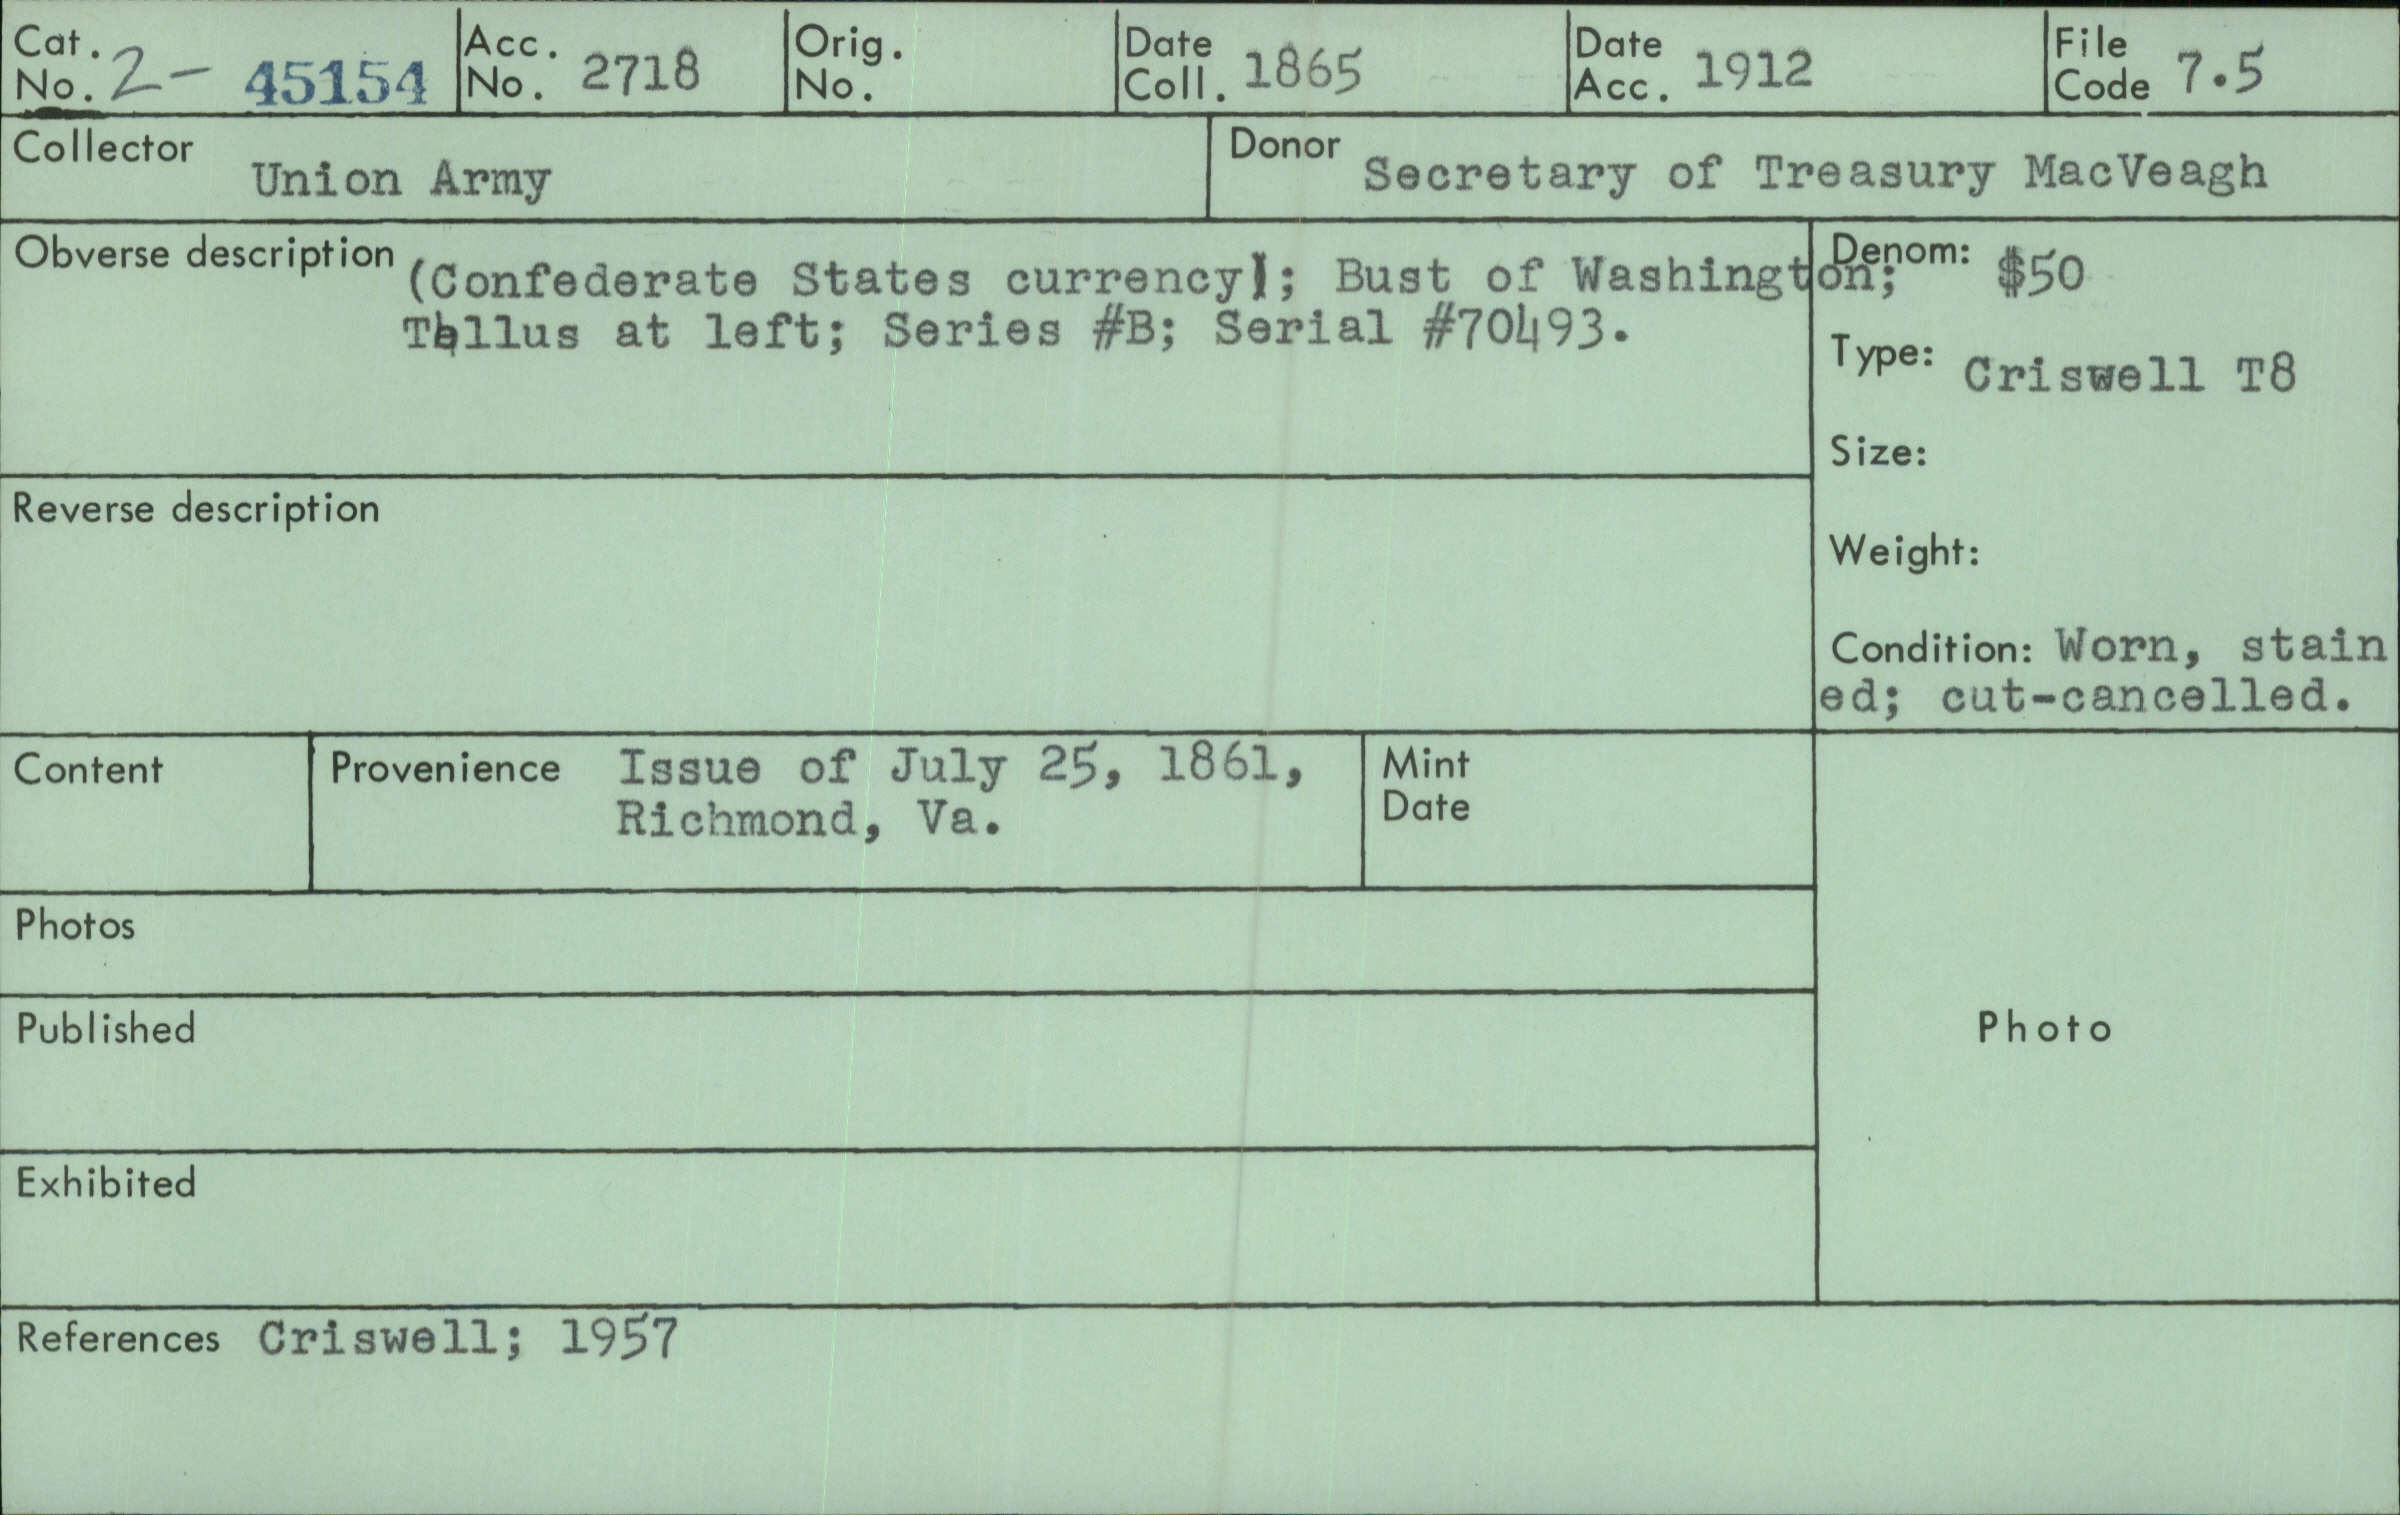 Cat. No. 2-45154
Acc. No. 2718
Orig. No.
Date Coll. 1865
Date Acc. 1912
File Code 7.5
Collector Union Army
Donor Secretary of Treasury MacVeagh
Obverse description (Confederate States currency); Bust of Washington;
Tellus at left; Series #B; Serial #70493.
Denom: $50
Type: Criswell T8
Size:
Weight:
Condition: Worn, stain
ed; cut-cancelled.
Reverse description
Content
Provenience Issue of July 25, 1861,
Richmond, Va.
Mint
Date
Photos
Published
Photo
Exhibited
References Criswell; 1957